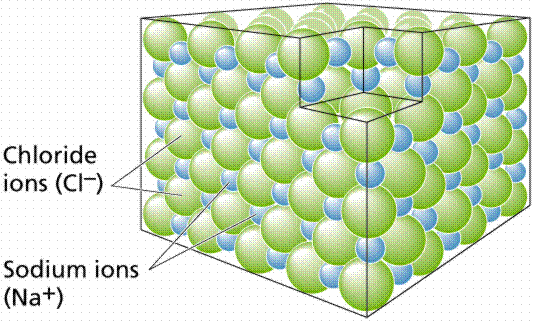 Chloride
ions (Cl–)
Sodium ions
(Na+)